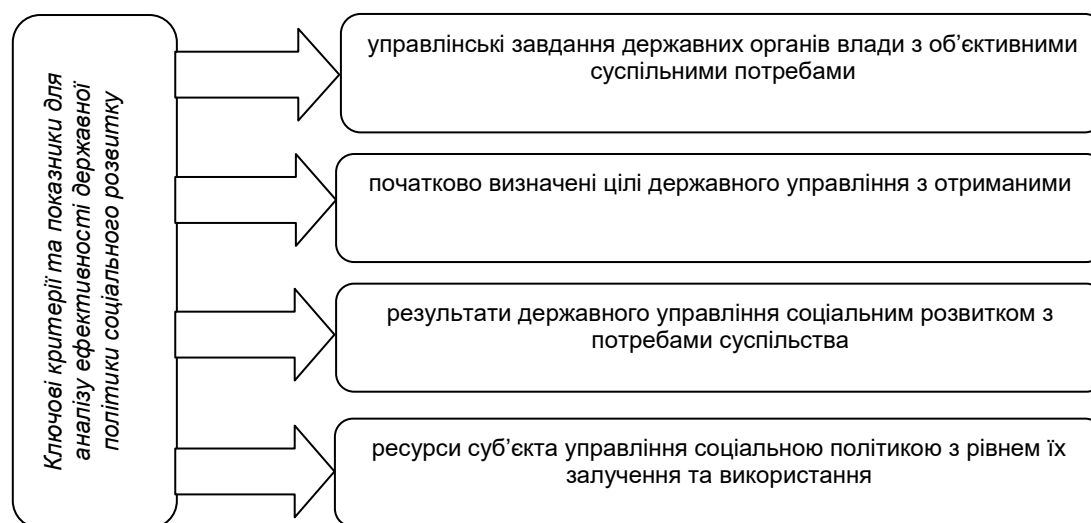 Ключові критерії та показники для
аналізу ефективності державної
політики соціального розвитку
управлінські завдання державних органів влади з об’єктивними
суспільними потребами
початково визначені цілі державного управління з отриманими
результати державного управління соціальним розвитком з
потребами суспільства
ресурси суб’єкта управління соціальною політикою з рівнем їх
залучення та використання